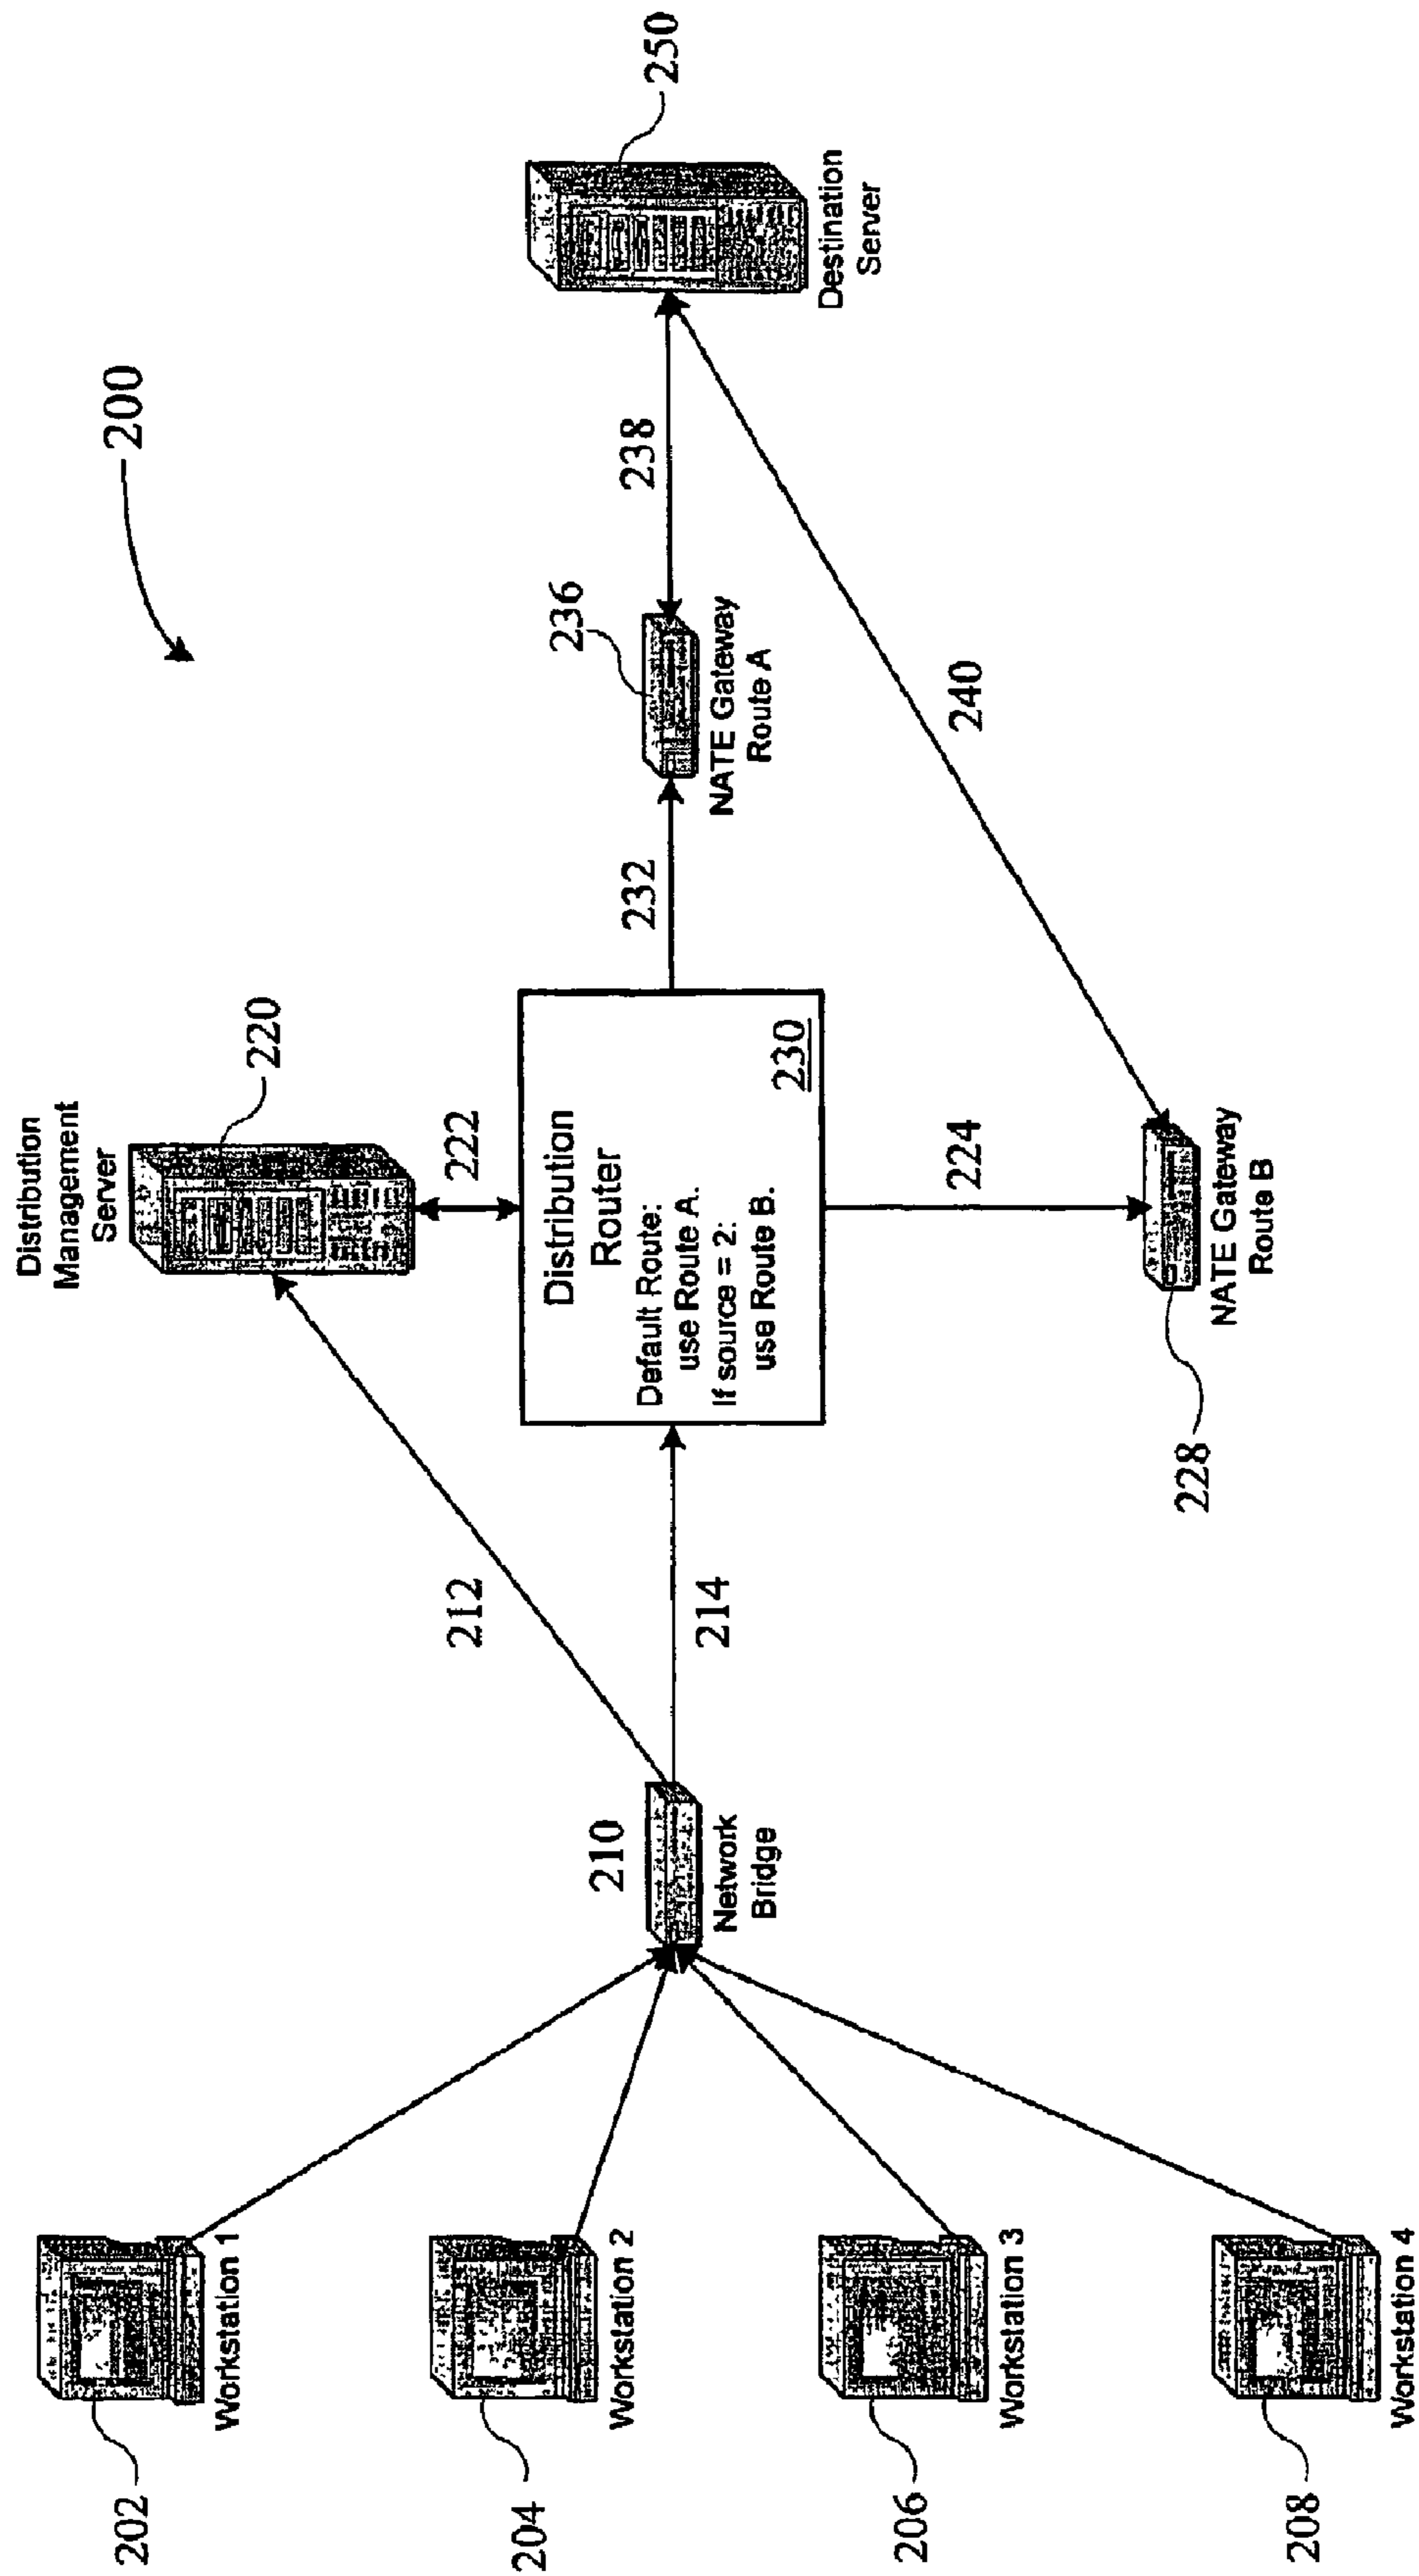 200
Distribution
Management
Server
220
212
222
202
Workstation 1
204
Workstation 2
206
Workstation 3
208
Workstation 4
210
Network
Bridge
214
Distribution
Router
Default Route:
use Route A.
If source = 2:
use Route B.
230
232
236
NATE Gateway
Route A
238
250
Destination
Server
224
240
228
NATE Gateway
Route B